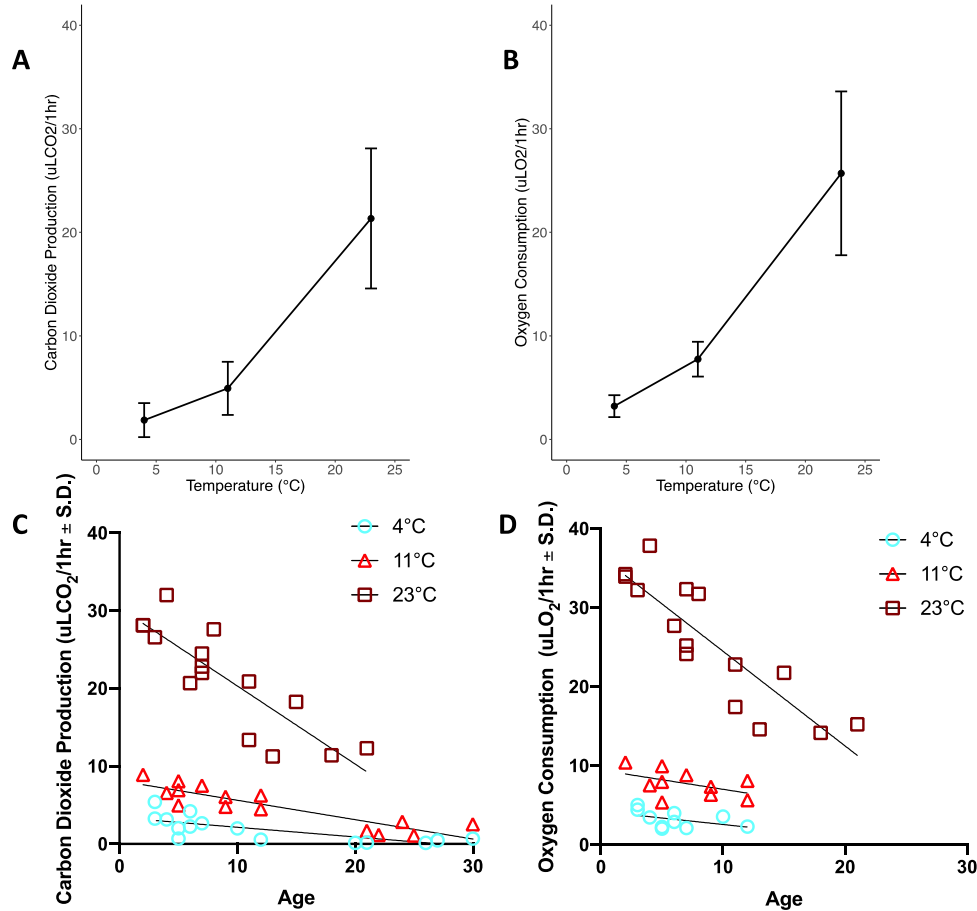 A
Carbon Dioxide Production (uLCO2/1hr)
40
30
20
10
0
0 5 10 15 20 25
Temperature (°C)
B
Oxygen Consumption (uLO2/1hr)
40
30
20
10
0
0 5 10 15 20 25
Temperature (°C)
C
Carbon Dioxide Production (uLCO2/1hr ± S.D.)
4°C
11°C
23°C
40
30
20
10
0
0 10 20 30
Age
D
Oxygen Consumption (uLO2/1hr ± S.D.)
4°C
11°C
23°C
40
30
20
10
0
0 10 20 30
Age